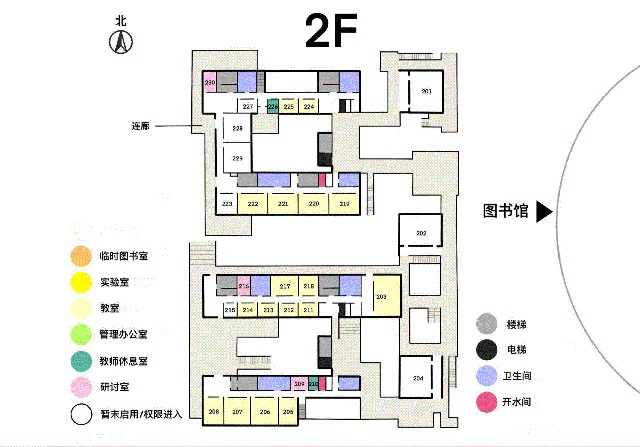 2F
北
230
201
227
226
225
224
228
连廊
229
223
222
221
220
219
图书馆
202
临时图书室
实验室
216
217
218
203
教室
215
214
213
212
211
管理办公室
楼梯
教师休息室
电梯
卫生间
研讨室
209
210
204
开水间
暂未启用/权限进入
208
207
206
205